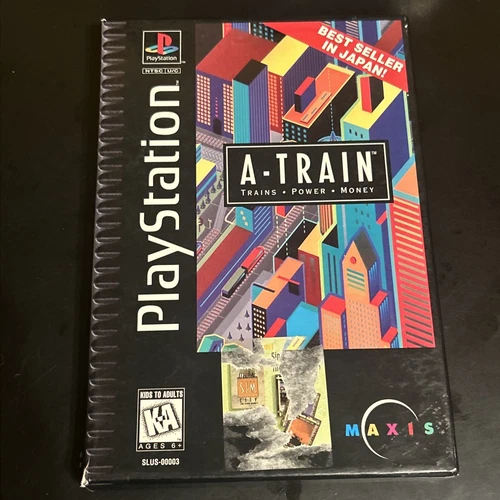 PlayStation
NTSC U/C
PlayStation
BEST SELLER
IN JAPAN!
A-TRAIN™
TRAINS • POWER • MONEY
SIM
CITY
KIDS TO ADULTS
K-A
AGES 6+
SLUS-00003
MAXIS